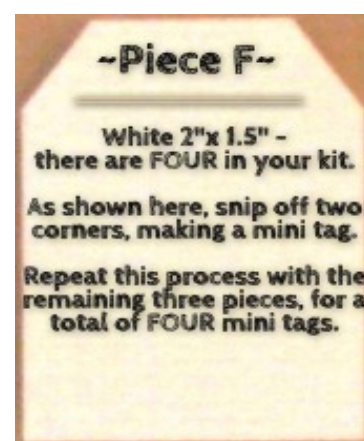 ~Piece F~
White 2"x 1.5" -
there are FOUR in your kit.
As shown here, snip off two
corners, making a mini tag.
Repeat this process with the
remaining three pieces, for a
total of FOUR mini tags.